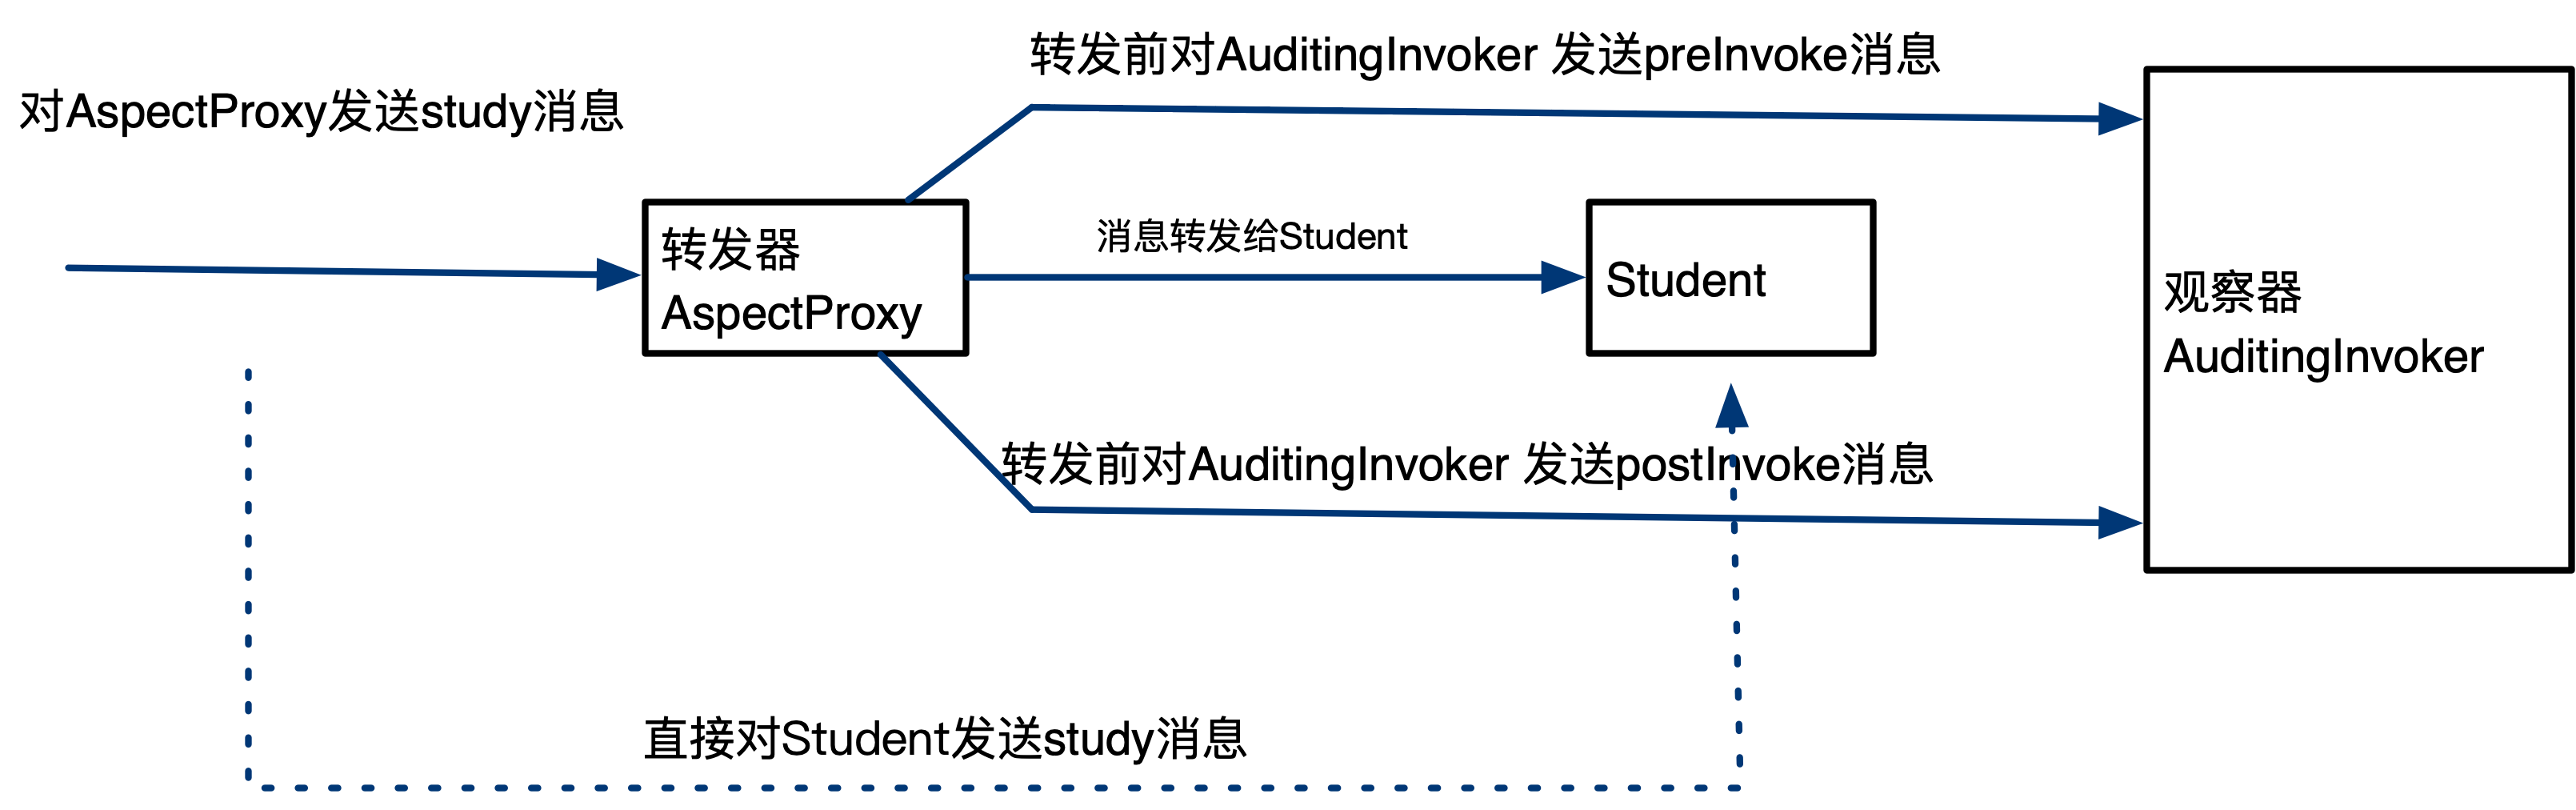 转发前对AuditingInvoker 发送preInvoke消息
对AspectProxy发送study消息
消息转发给Student
转发器
AspectProxy
Student
观察器
AuditingInvoker
转发前对AuditingInvoker 发送postInvoke消息
直接对Student发送study消息